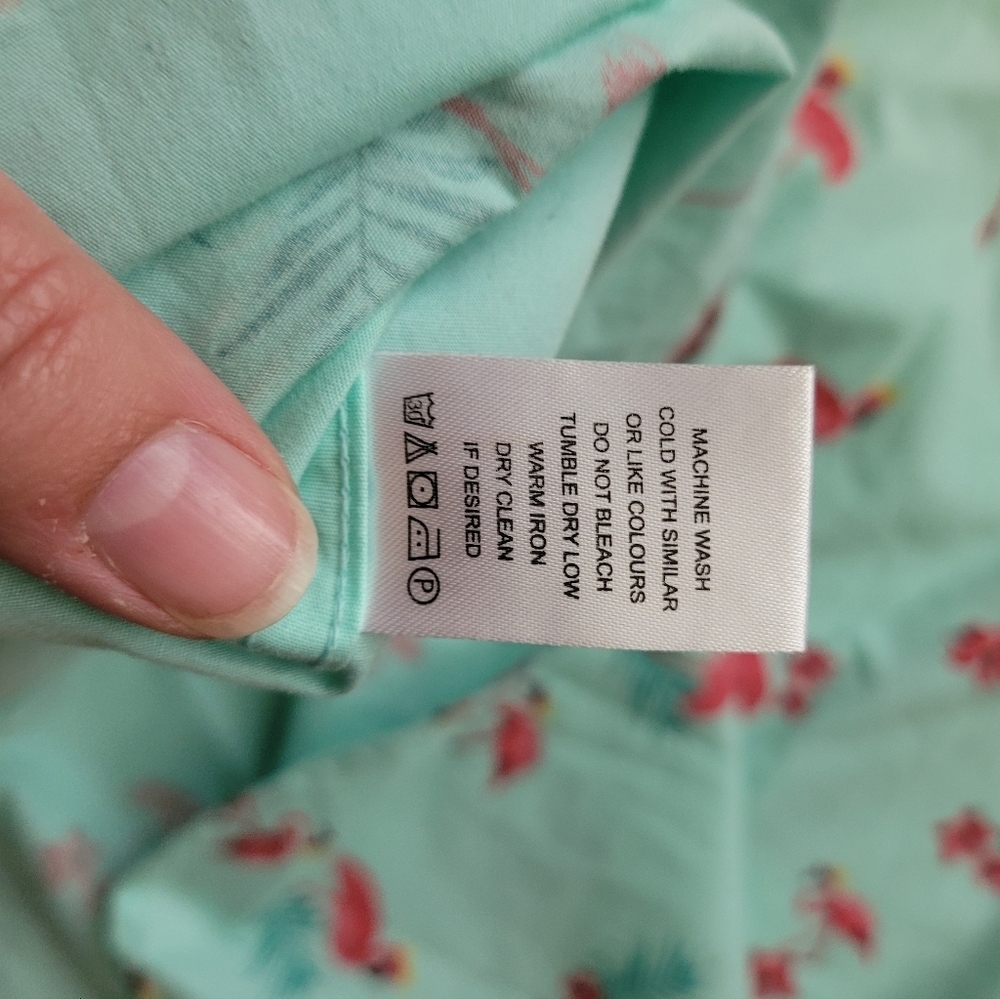 MACHINE WASH
COLD WITH SIMILAR
OR LIKE COLOURS
DO NOT BLEACH
TUMBLE DRY LOW
WARM IRON
DRY CLEAN
IF DESIRED
30 P